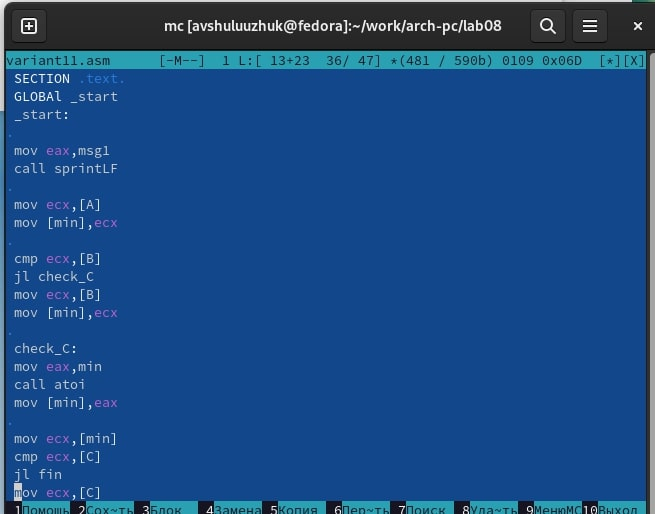 mc [avshuluuzhuk@fedora]:~/work/arch-pc/lab08
variant11.asm [-M--] 1 L:[ 13+23 36/ 47] *(481 / 590b) 0109 0x06D [*][X]
SECTION .text.
GLOBAl _start
_start:
.
mov eax,msg1
call sprintLF
.
mov ecx,[A]
mov [min],ecx
.
cmp ecx,[B]
jl check_C
mov ecx,[B]
mov [min],ecx
.
check_C:
mov eax,min
call atoi
mov [min],eax
.
mov ecx,[min]
cmp ecx,[C]
jl fin
mov ecx,[C]
1Помощь 2Сох~ть 3Блок 4Замена 5Копия 6Пер~ть 7Поиск 8Уда~ть 9МенюMC 10Выход